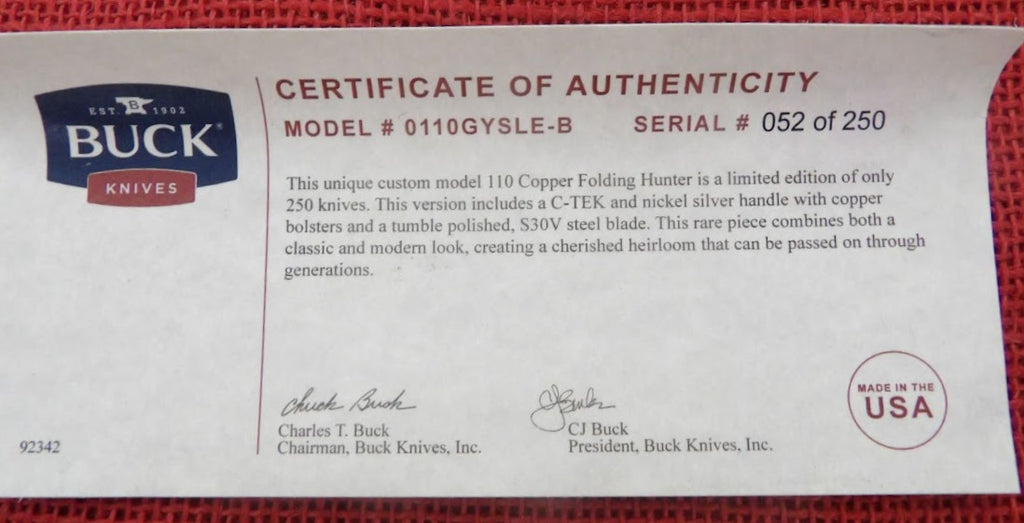 EST. B 1902
BUCK
KNIVES
CERTIFICATE OF AUTHENTICITY
MODEL # 0110GYSLE-B SERIAL # 052 of 250
This unique custom model 110 Copper Folding Hunter is a limited edition of only
250 knives. This version includes a C-TEK and nickel silver handle with copper
bolsters and a tumble polished, S30V steel blade. This rare piece combines both a
classic and modern look, creating a cherished heirloom that can be passed on through
generations.
Chuck Buck
CJ Buck
Charles T. Buck
CJ Buck
Chairman, Buck Knives, Inc.
President, Buck Knives, Inc.
MADE IN THE
USA
92342